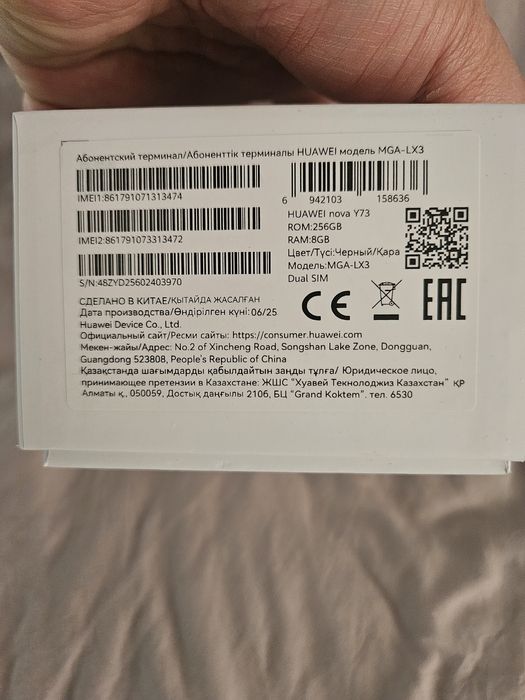 Абонентский терминал/Абоненттік терминалы HUAWEI модель MGA-LX3
IMEI1:861791071313474
IMEI2:861791073313472
S/N:48ZYD25602403970
6 942103 158636
HUAWEI nova Y73
ROM:256GB
RAM:8GB
Цвет/Түсі:Черный/Қара
Модель:MGA-LX3
Dual SIM
CE
EAC
СДЕЛАНО В КИТАЕ/ҚЫТАЙДА ЖАСАЛҒАН
Дата производства/Өндірілген күні:06/25
Huawei Device Co., Ltd.
Официальный сайт/Ресми сайты: https://consumer.huawei.com
Мекен-жайы/Адрес: No.2 of Xincheng Road, Songshan Lake Zone, Dongguan,
Guangdong 523808, People's Republic of China
Қазақстанда шағымдарды қабылдайтын заңды тұлға/ Юридическое лицо,
принимающее претензии в Казахстане: ЖШС "Хуавей Текнолоджиз Казахстан" ҚР
Алматы қ., 050059, Достық даңғылы 210б, БЦ "Grand Koktem". тел. 6530